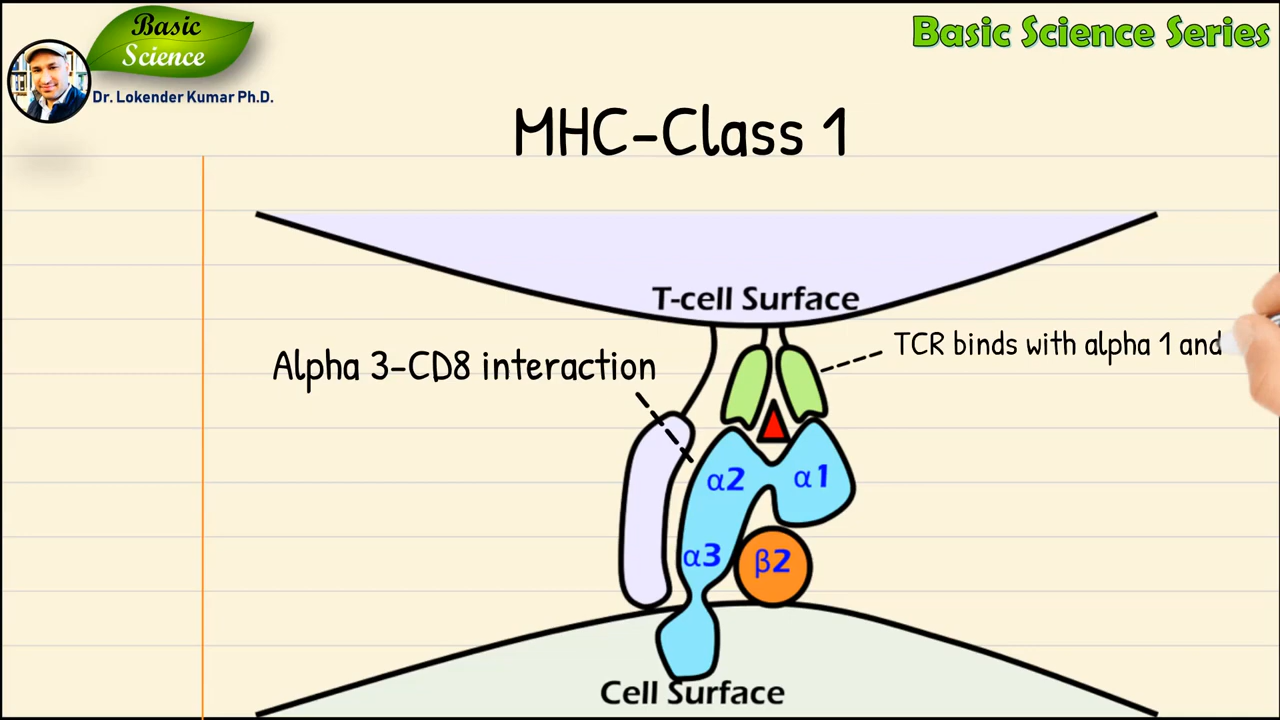 Basic
Science
Dr. Lokender Kumar Ph.D.
Basic Science Series
MHC-Class 1
T-cell Surface
Alpha 3-CD8 interaction
TCR binds with alpha 1 and
α2
α1
α3
β2
Cell Surface